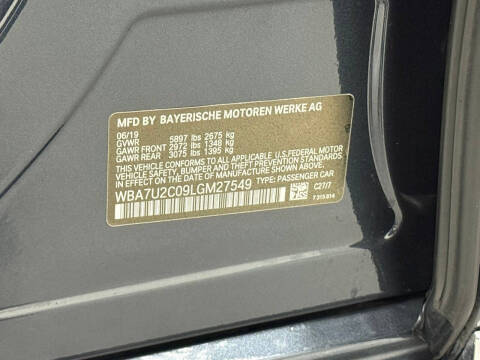 MFD BY BAYERISCHE MOTOREN WERKE AG
06/19
GVWR 5897 lbs 2675 kg
GAWR FRONT 2972 lbs 1348 kg
GAWR REAR 3075 lbs 1395 kg
THIS VEHICLE CONFORMS TO ALL APPLICABLE U.S. FEDERAL MOTOR
VEHICLE SAFETY, BUMPER, AND THEFT PREVENTION STANDARDS
IN EFFECT ON THE DATE OF MANUFACTURE SHOWN ABOVE.
WBA7U2C09LGM27549 TYPE: PASSENGER CAR
C27/7